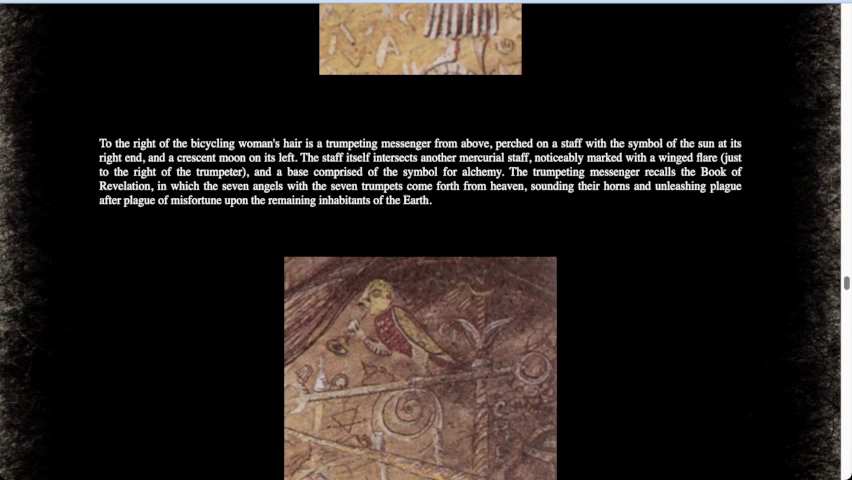 To the right of the bicycling woman's hair is a trumpeting messenger from above, perched on a staff with the symbol of the sun at its
right end, and a crescent moon on its left. The staff itself intersects another mercurial staff, noticeably marked with a winged flare (just
to the right of the trumpeter), and a base comprised of the symbol for alchemy. The trumpeting messenger recalls the Book of
Revelation, in which the seven angels with the seven trumpets come forth from heaven, sounding their horns and unleashing plague
after plague of misfortune upon the remaining inhabitants of the Earth.